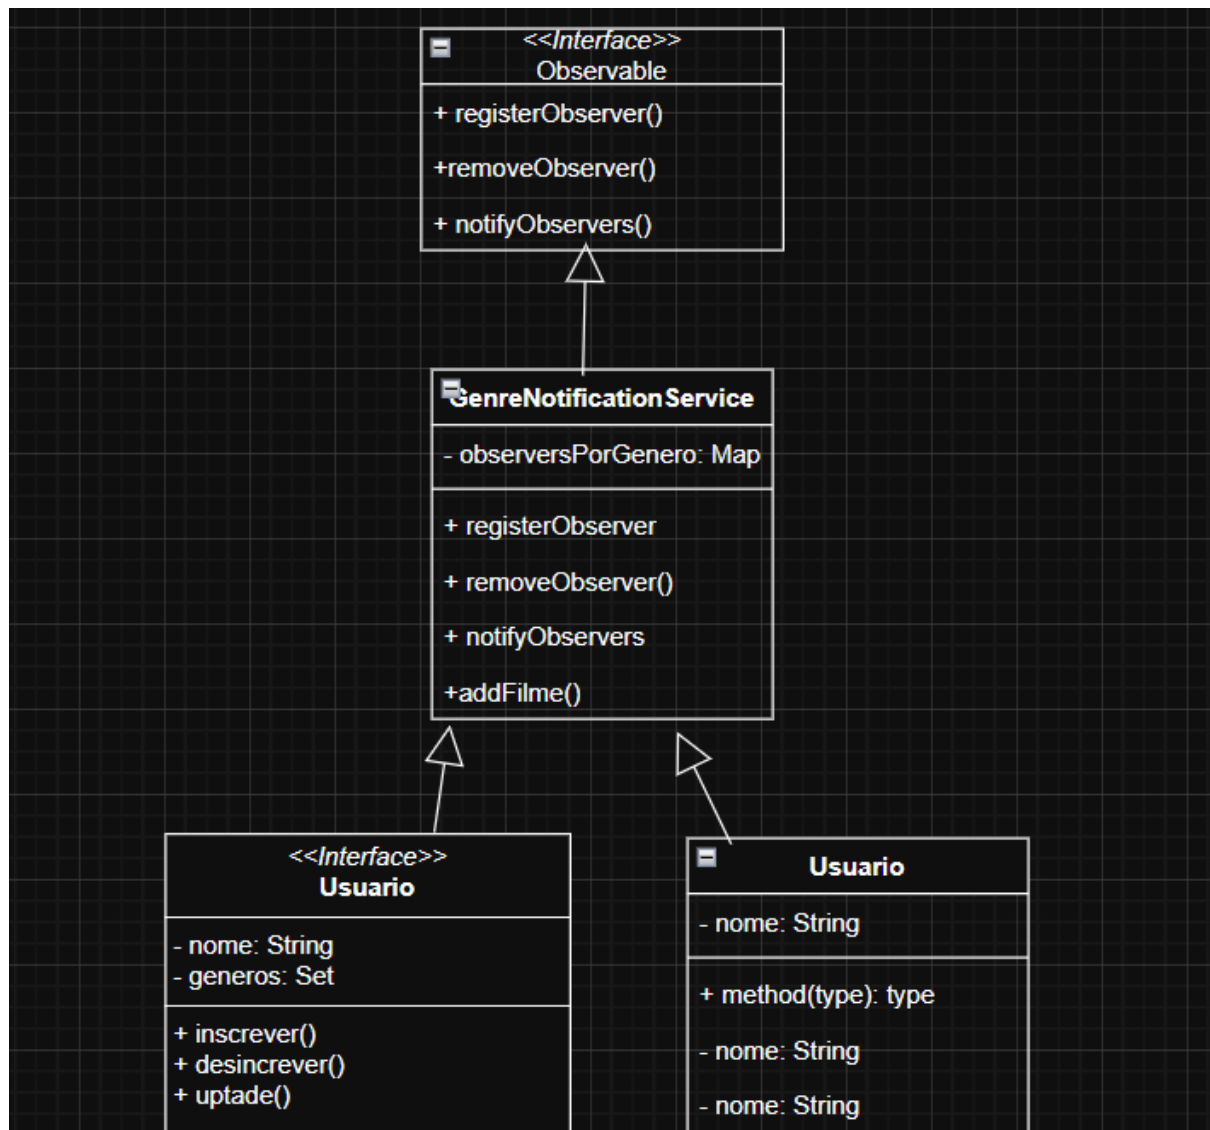 <<Interface>>
Observable
+ registerObserver()
+removeObserver()
+ notifyObservers()
GenreNotificationService
- observersPorGenero: Map
+ registerObserver
+ removeObserver()
+ notifyObservers
+addFilme()
<<Interface>>
Usuario
- nome: String
- generos: Set
+ inscrever()
+ desincrever()
+ uptade()
Usuario
- nome: String
+ method(type): type
- nome: String
- nome: String